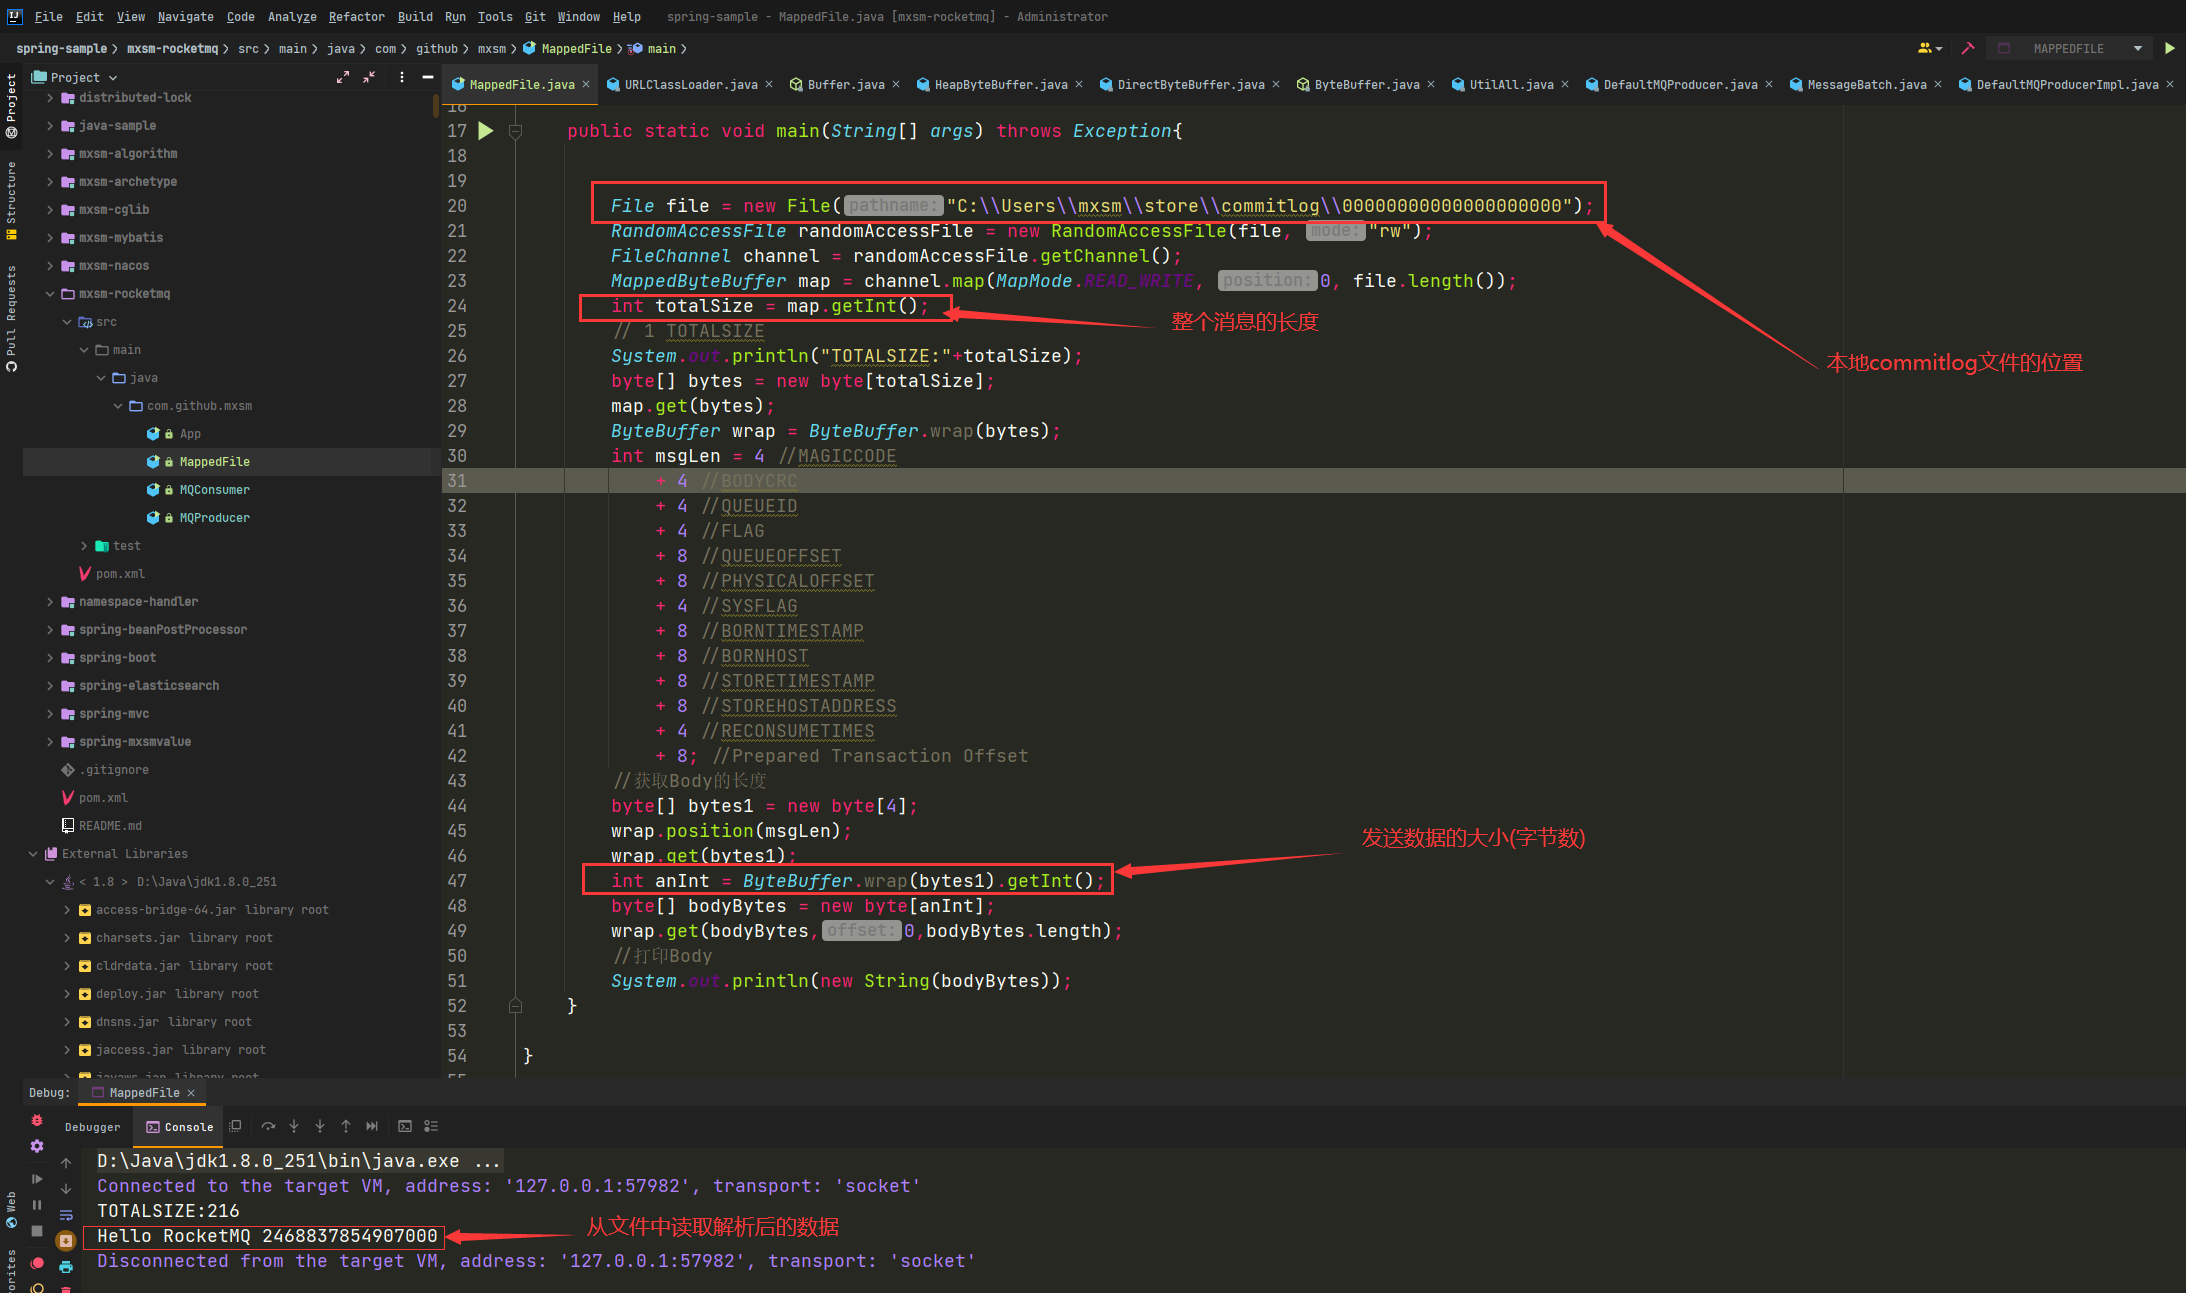 File Edit View Navigate Code Analyze Refactor Build Run Tools Git Window Help spring-sample - MappedFile.java [mxsm-rocketmq] - Administrator
spring-sample mxsm-rocketmq src main java com github mxsm MappedFile main MAPPEDFILE
Project
MappedFile.java URLClassLoader.java Buffer.java HeapByteBuffer.java DirectByteBuffer.java ByteBuffer.java UtilAll.java DefaultMQProducer.java MessageBatch.java DefaultMQProducerImpl.java
Project
Structure
Pull Requests
Web
distributed-lock
java-sample
mxsm-algorithm
mxsm-archetype
mxsm-cglib
mxsm-mybatis
mxsm-nacos
mxsm-rocketmq
src
main
java
com.github.mxsm
App
MappedFile
MQConsumer
MQProducer
test
pom.xml
namespace-handler
spring-beanPostProcessor
spring-boot
spring-elasticsearch
spring-mvc
spring-mxsmvalue
.gitignore
pom.xml
README.md
External Libraries
< 1.8 > D:\Java\jdk1.8.0_251
access-bridge-64.jar library root
charsets.jar library root
cldrdata.jar library root
deploy.jar library root
dnsns.jar library root
jaccess.jar library root
17 public static void main(String[] args) throws Exception{
18
19
20 File file = new File( pathname: "C:\\Users\\mxsm\\store\\commitlog\\00000000000000000000");
21 RandomAccessFile randomAccessFile = new RandomAccessFile(file, mode: "rw");
22 FileChannel channel = randomAccessFile.getChannel();
23 MappedByteBuffer map = channel.map(MapMode.READ_WRITE, position: 0, file.length());
24 int totalSize = map.getInt();
整个消息的长度
25 // 1 TOTALSIZE
26 System.out.println("TOTALSIZE:"+totalSize);
本地commitlog文件的位置
27 byte[] bytes = new byte[totalSize];
28 map.get(bytes);
29 ByteBuffer wrap = ByteBuffer.wrap(bytes);
30 int msgLen = 4 //MAGICCODE
31 + 4 //BODYCRC
32 + 4 //QUEUEID
33 + 4 //FLAG
34 + 8 //QUEUEOFFSET
35 + 8 //PHYSICALOFFSET
36 + 4 //SYSFLAG
37 + 8 //BORNTIMESTAMP
38 + 8 //BORNHOST
39 + 8 //STORETIMESTAMP
40 + 8 //STOREHOSTADDRESS
41 + 4 //RECONSUMETIMES
42 + 8; //Prepared Transaction Offset
43 //获取Body的长度
44 byte[] bytes1 = new byte[4];
45 wrap.position(msgLen);
发送数据的大小(字节数)
46 wrap.get(bytes1);
47 int anInt = ByteBuffer.wrap(bytes1).getInt();
48 byte[] bodyBytes = new byte[anInt];
49 wrap.get(bodyBytes, offset: 0,bodyBytes.length);
50 //打印Body
51 System.out.println(new String(bodyBytes));
52 }
53
54 }
Debug: MappedFile
Debugger Console
D:\Java\jdk1.8.0_251\bin\java.exe ...
Connected to the target VM, address: '127.0.0.1:57982', transport: 'socket'
TOTALSIZE:216
Hello RocketMQ 2468837854907000
从文件中读取解析后的数据
Disconnected from the target VM, address: '127.0.0.1:57982', transport: 'socket'